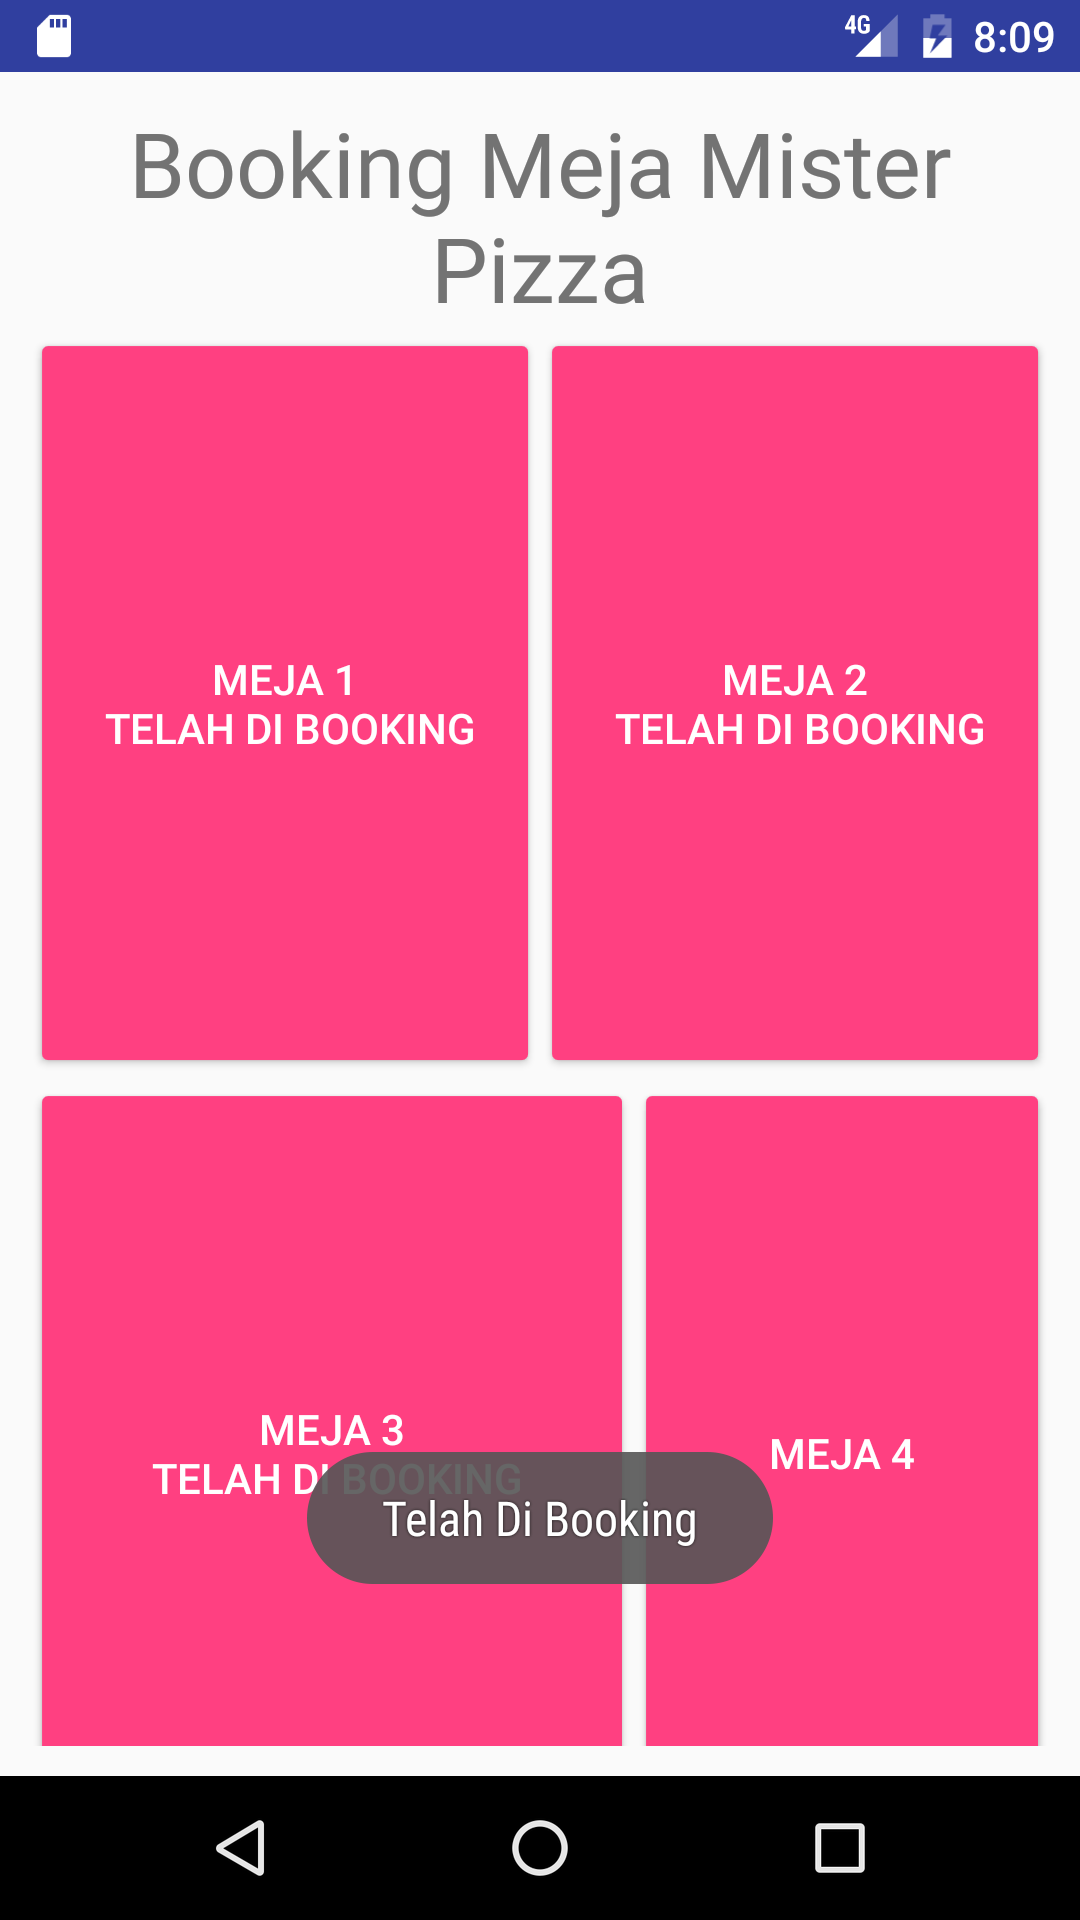 4G 8:09
Booking Meja Mister
Pizza
MEJA 1
TELAH DI BOOKING
MEJA 2
TELAH DI BOOKING
MEJA 3
TELAH DI BOOKING
MEJA 4
Telah Di Booking